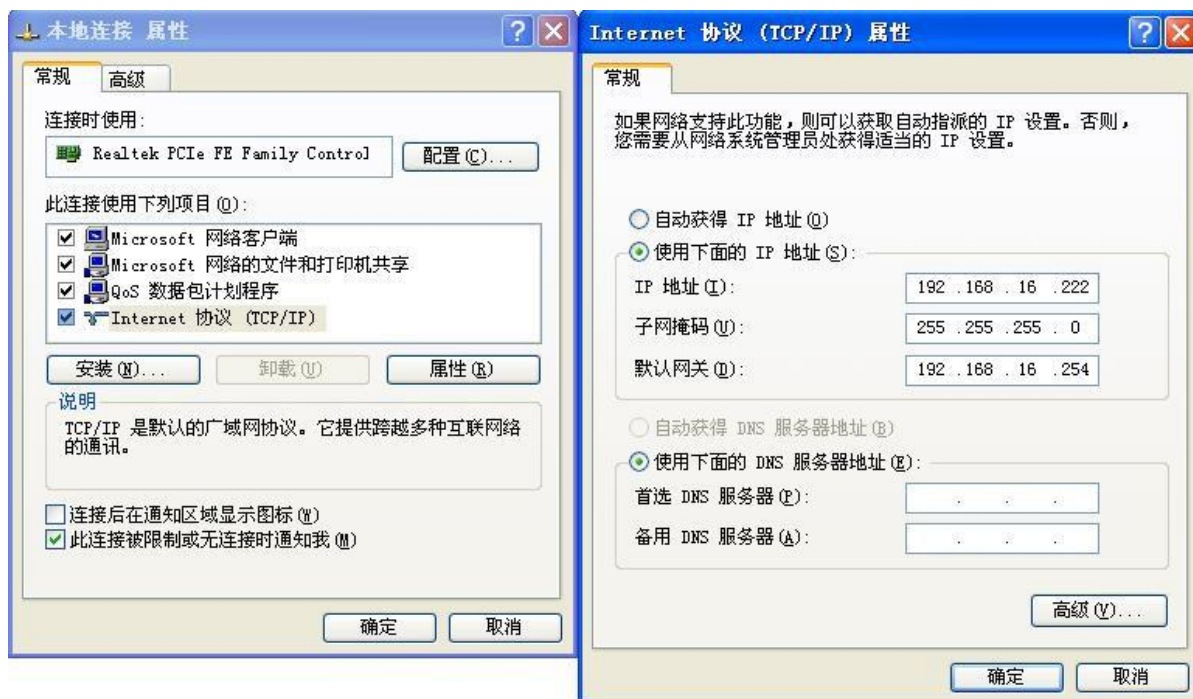 本地连接 属性
常规
高级
连接时使用:
Realtek PCIe FE Family Control
配置(C)...
此连接使用下列项目(O):
Microsoft 网络客户端
Microsoft 网络的文件和打印机共享
QoS 数据包计划程序
Internet 协议 (TCP/IP)
安装(N)...
卸载(U)
属性(R)
说明
TCP/IP 是默认的广域网协议。它提供跨越多种互联网络
的通讯。
连接后在通知区域显示图标(W)
此连接被限制或无连接时通知我(M)
确定
取消
Internet 协议 (TCP/IP) 属性
常规
如果网络支持此功能，则可以获取自动指派的 IP 设置。否则，
您需要从网络系统管理员处获得适当的 IP 设置。
自动获得 IP 地址(O)
使用下面的 IP 地址(S):
IP 地址(I):
192 .168 .16 .222
子网掩码(U):
255 .255 .255 . 0
默认网关(D):
192 .168 .16 .254
自动获得 DNS 服务器地址(B)
使用下面的 DNS 服务器地址(E):
首选 DNS 服务器(P):
. . .
备用 DNS 服务器(A):
. . .
高级(V)...
确定
取消